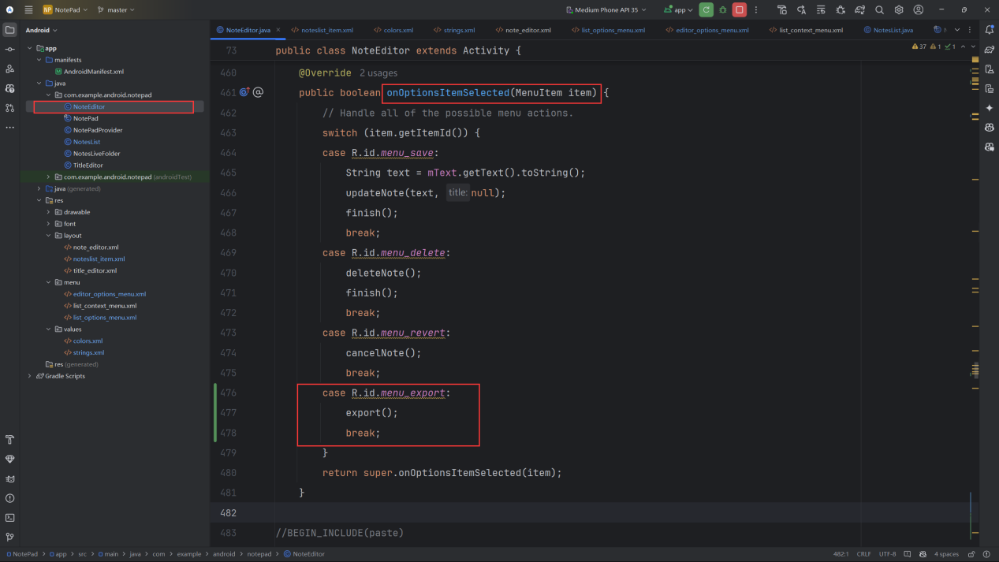 NP NotePad master Medium Phone API 35 app
Android
NoteEditor.java noteslist_item.xml colors.xml strings.xml note_editor.xml list_options_menu.xml editor_options_menu.xml list_context_menu.xml NotesList.java
app
manifests
AndroidManifest.xml
java
com.example.android.notepad
NoteEditor
NotePad
NotePadProvider
NotesList
NotesLiveFolder
TitleEditor
com.example.android.notepad (androidTest)
java (generated)
res
drawable
font
layout
note_editor.xml
noteslist_item.xml
title_editor.xml
menu
editor_options_menu.xml
list_context_menu.xml
list_options_menu.xml
values
colors.xml
strings.xml
res (generated)
Gradle Scripts
73 public class NoteEditor extends Activity { 37 1 1
460 @Override 2 usages
461 @ public boolean onOptionsItemSelected(MenuItem item) {
462 // Handle all of the possible menu actions.
463 switch (item.getItemId()) {
464 case R.id.menu_save:
465 String text = mText.getText().toString();
466 updateNote(text, title: null);
467 finish();
468 break;
469 case R.id.menu_delete:
470 deleteNote();
471 finish();
472 break;
473 case R.id.menu_revert:
474 cancelNote();
475 break;
476 case R.id.menu_export:
477 export();
478 break;
479 }
480 return super.onOptionsItemSelected(item);
481 }
482
483 //BEGIN_INCLUDE(paste)
NotePad > app > src > main > java > com > example > android > notepad > NoteEditor 482:1 CRLF UTF-8 4 spaces